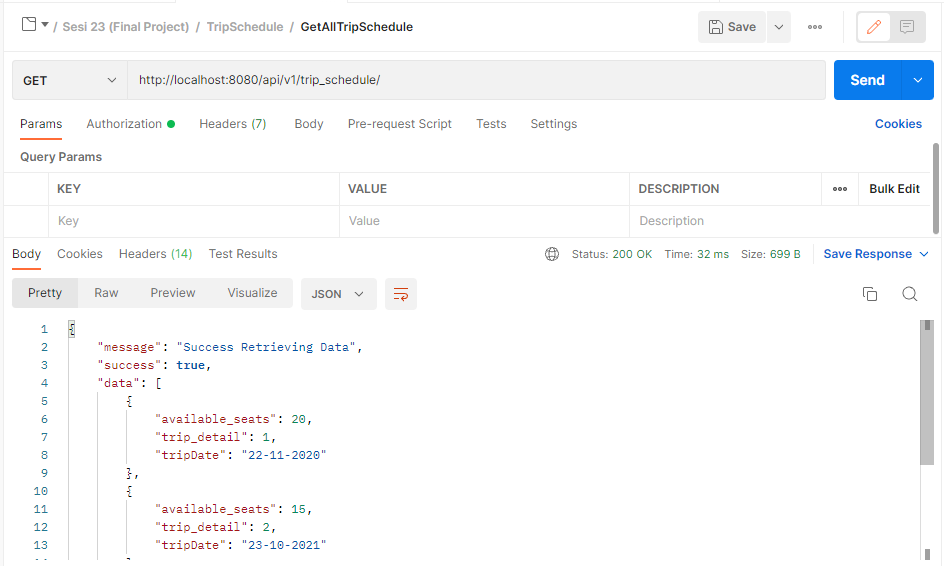 / Sesi 23 (Final Project) / TripSchedule / GetAllTripSchedule Save
GET http://localhost:8080/api/v1/trip_schedule/ Send
Params Authorization Headers (7) Body Pre-request Script Tests Settings Cookies
Query Params
KEY VALUE DESCRIPTION Bulk Edit
Key Value Description
Body Cookies Headers (14) Test Results Status: 200 OK Time: 32 ms Size: 699 B Save Response
Pretty Raw Preview Visualize JSON
1 {
2 "message": "Success Retrieving Data",
3 "success": true,
4 "data": [
5 {
6 "available_seats": 20,
7 "trip_detail": 1,
8 "tripDate": "22-11-2020"
9 },
10 {
11 "available_seats": 15,
12 "trip_detail": 2,
13 "tripDate": "23-10-2021"